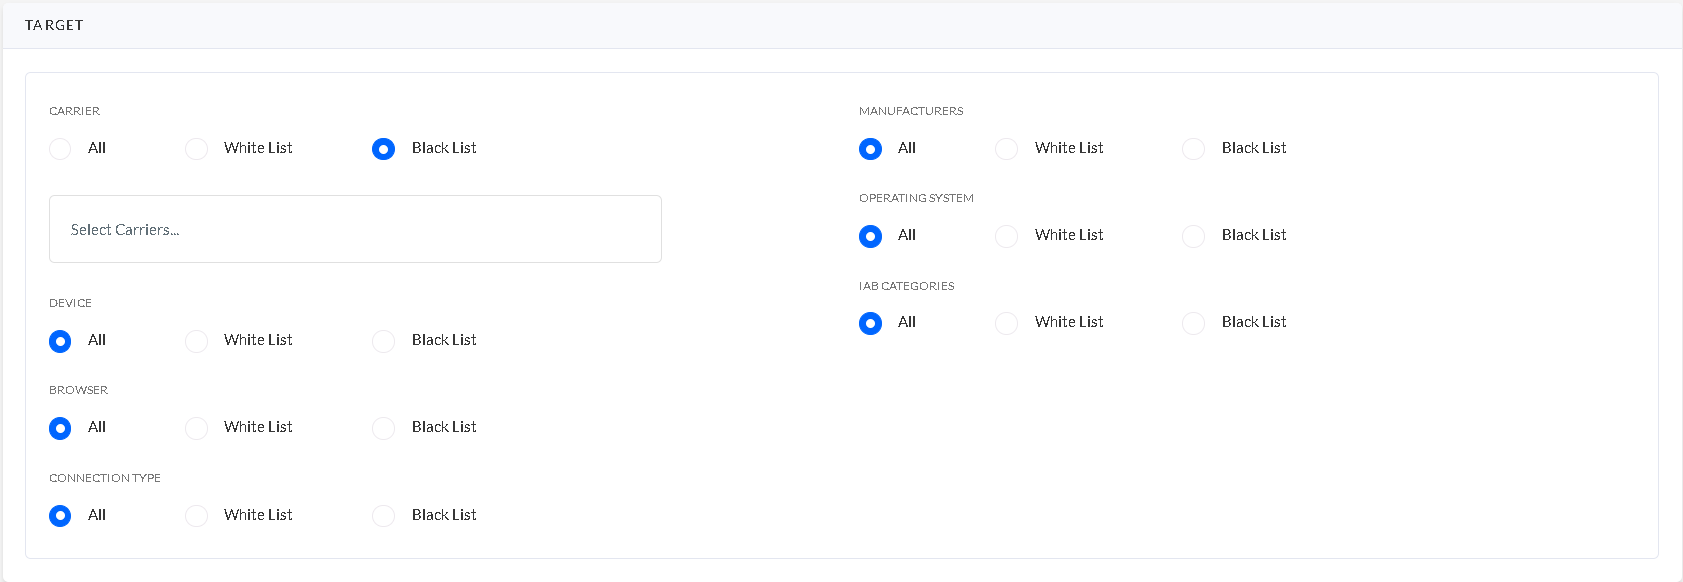 TARGET
CARRIER
All White List Black List
Select Carriers...
DEVICE
All White List Black List
BROWSER
All White List Black List
CONNECTION TYPE
All White List Black List
MANUFACTURERS
All White List Black List
OPERATING SYSTEM
All White List Black List
IAB CATEGORIES
All White List Black List